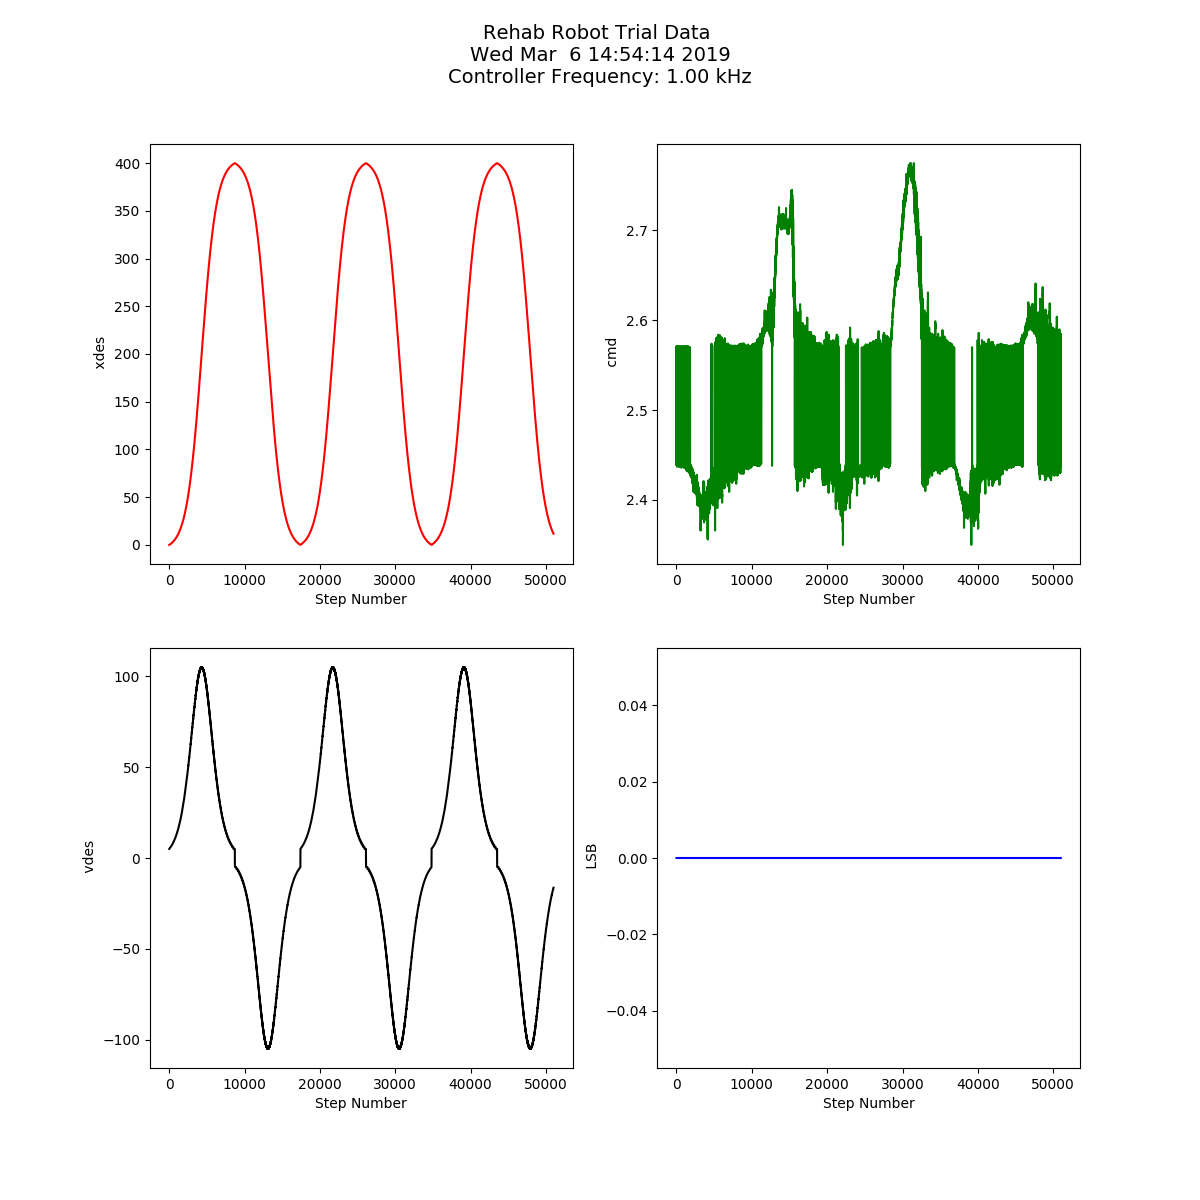 Rehab Robot Trial Data
Wed Mar  6 14:54:14 2019
Controller Frequency: 1.00 kHz
400
350
300
250
200
150
100
50
0
xdes
0 10000 20000 30000 40000 50000
Step Number
2.7
2.6
2.5
2.4
cmd
0 10000 20000 30000 40000 50000
Step Number
100
50
0
−50
−100
vdes
0 10000 20000 30000 40000 50000
Step Number
0.04
0.02
0.00
−0.02
−0.04
LSB
0 10000 20000 30000 40000 50000
Step Number